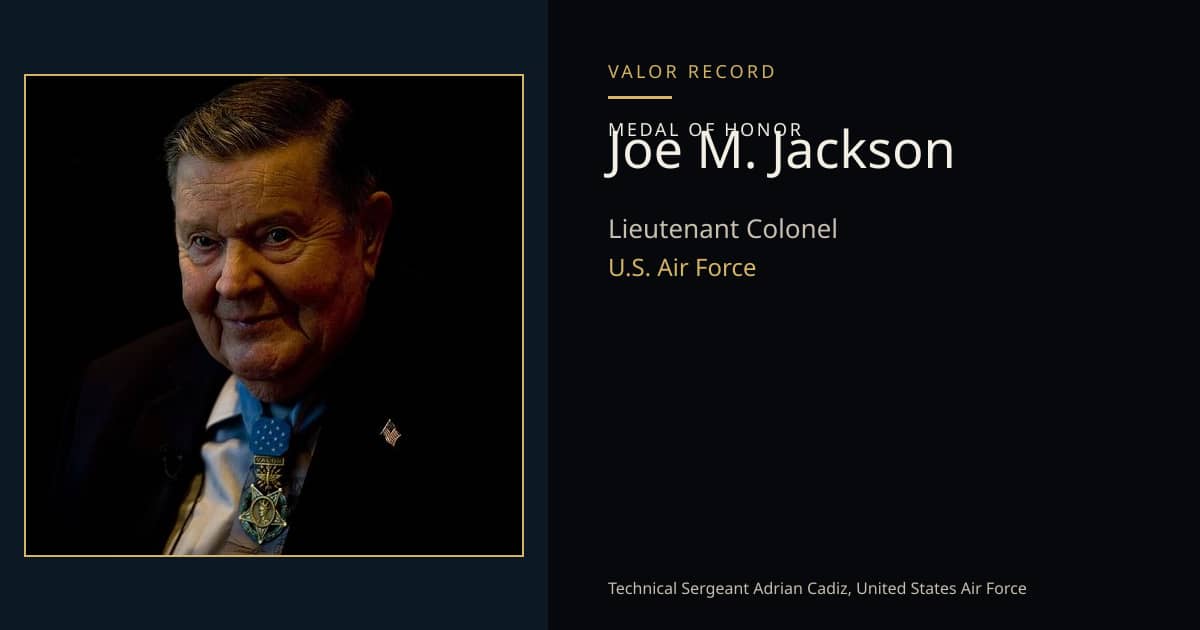 VALOR RECORD
MEDAL OF HONOR
Joe M. Jackson
Lieutenant Colonel
U.S. Air Force
VALOR
Technical Sergeant Adrian Cadiz, United States Air Force